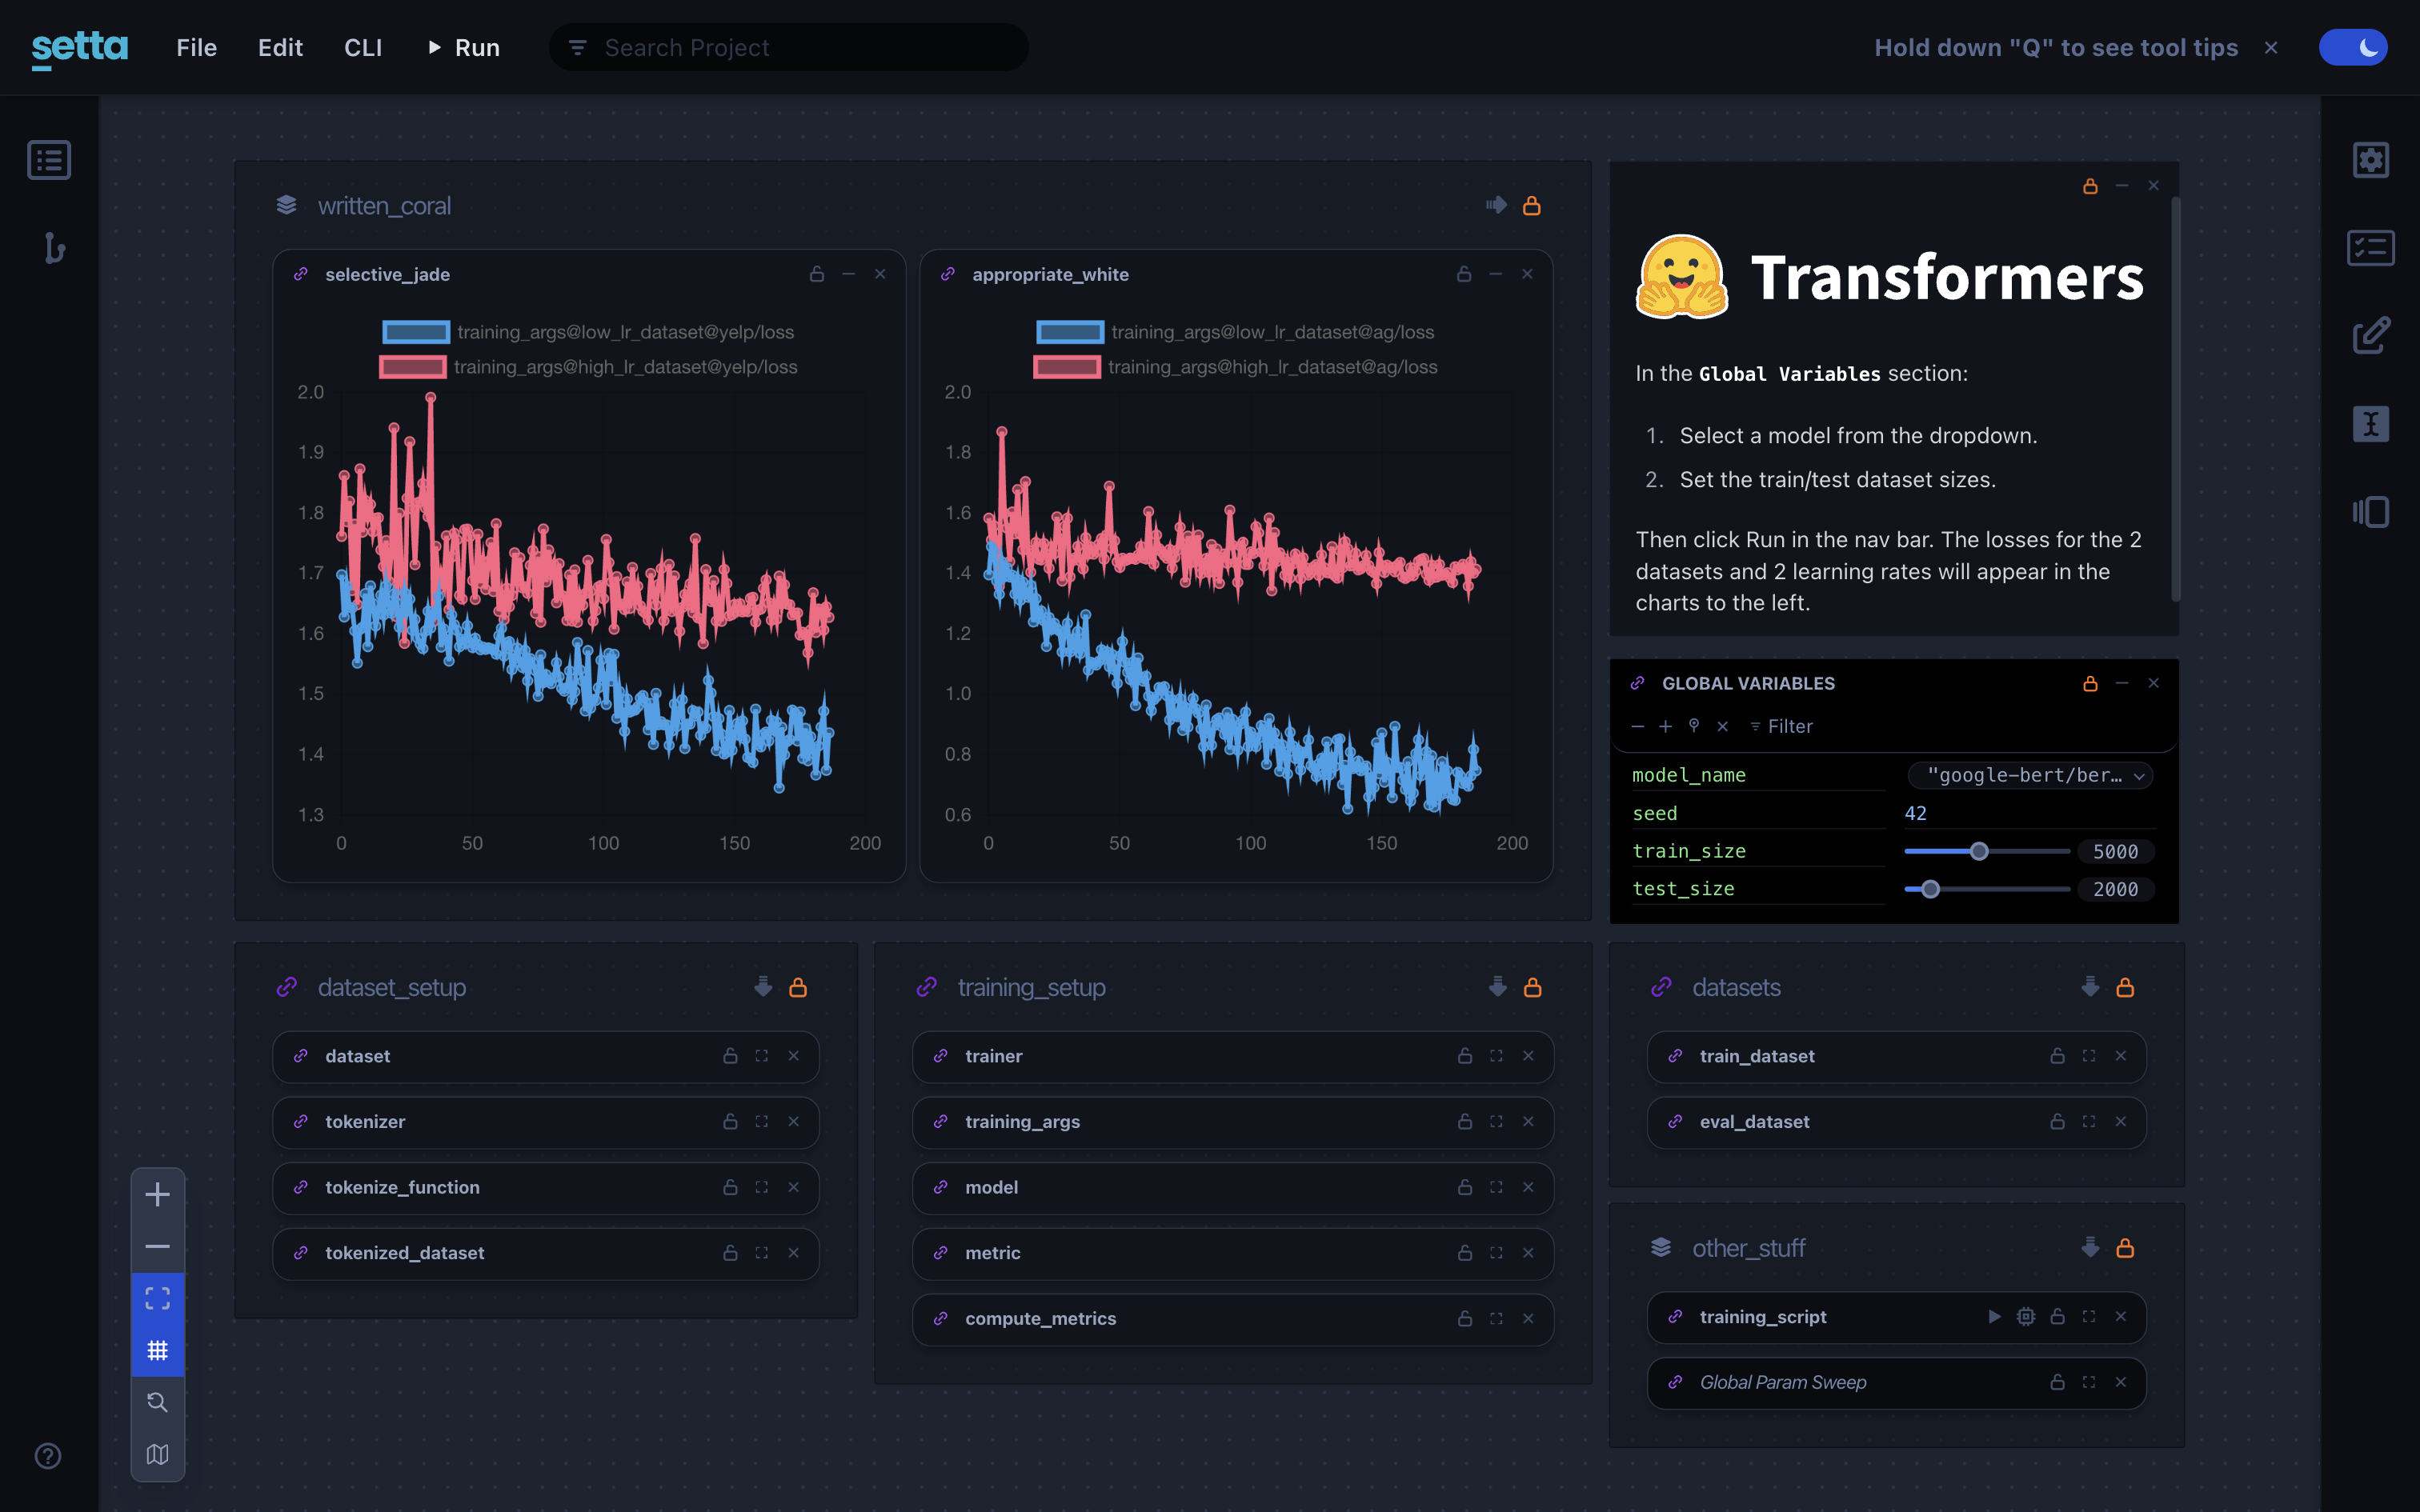 setta
File
Edit
CLI
Run
Search Project
Hold down "Q" to see tool tips
written_coral
selective_jade
training_args@low_lr_dataset@yelp/loss
training_args@high_lr_dataset@yelp/loss
2.0
1.9
1.8
1.7
1.6
1.5
1.4
1.3
0 50 100 150 200
appropriate_white
training_args@low_lr_dataset@ag/loss
training_args@high_lr_dataset@ag/loss
2.0
1.8
1.6
1.4
1.2
1.0
0.8
0.6
0 50 100 150 200
Transformers
In the Global Variables section:
1. Select a model from the dropdown.
2. Set the train/test dataset sizes.
Then click Run in the nav bar. The losses for the 2
datasets and 2 learning rates will appear in the
charts to the left.
GLOBAL VARIABLES
Filter
model_name "google-bert/ber…
seed 42
train_size 5000
test_size 2000
dataset_setup
dataset
tokenizer
tokenize_function
tokenized_dataset
training_setup
trainer
training_args
model
metric
compute_metrics
datasets
train_dataset
eval_dataset
other_stuff
training_script
Global Param Sweep